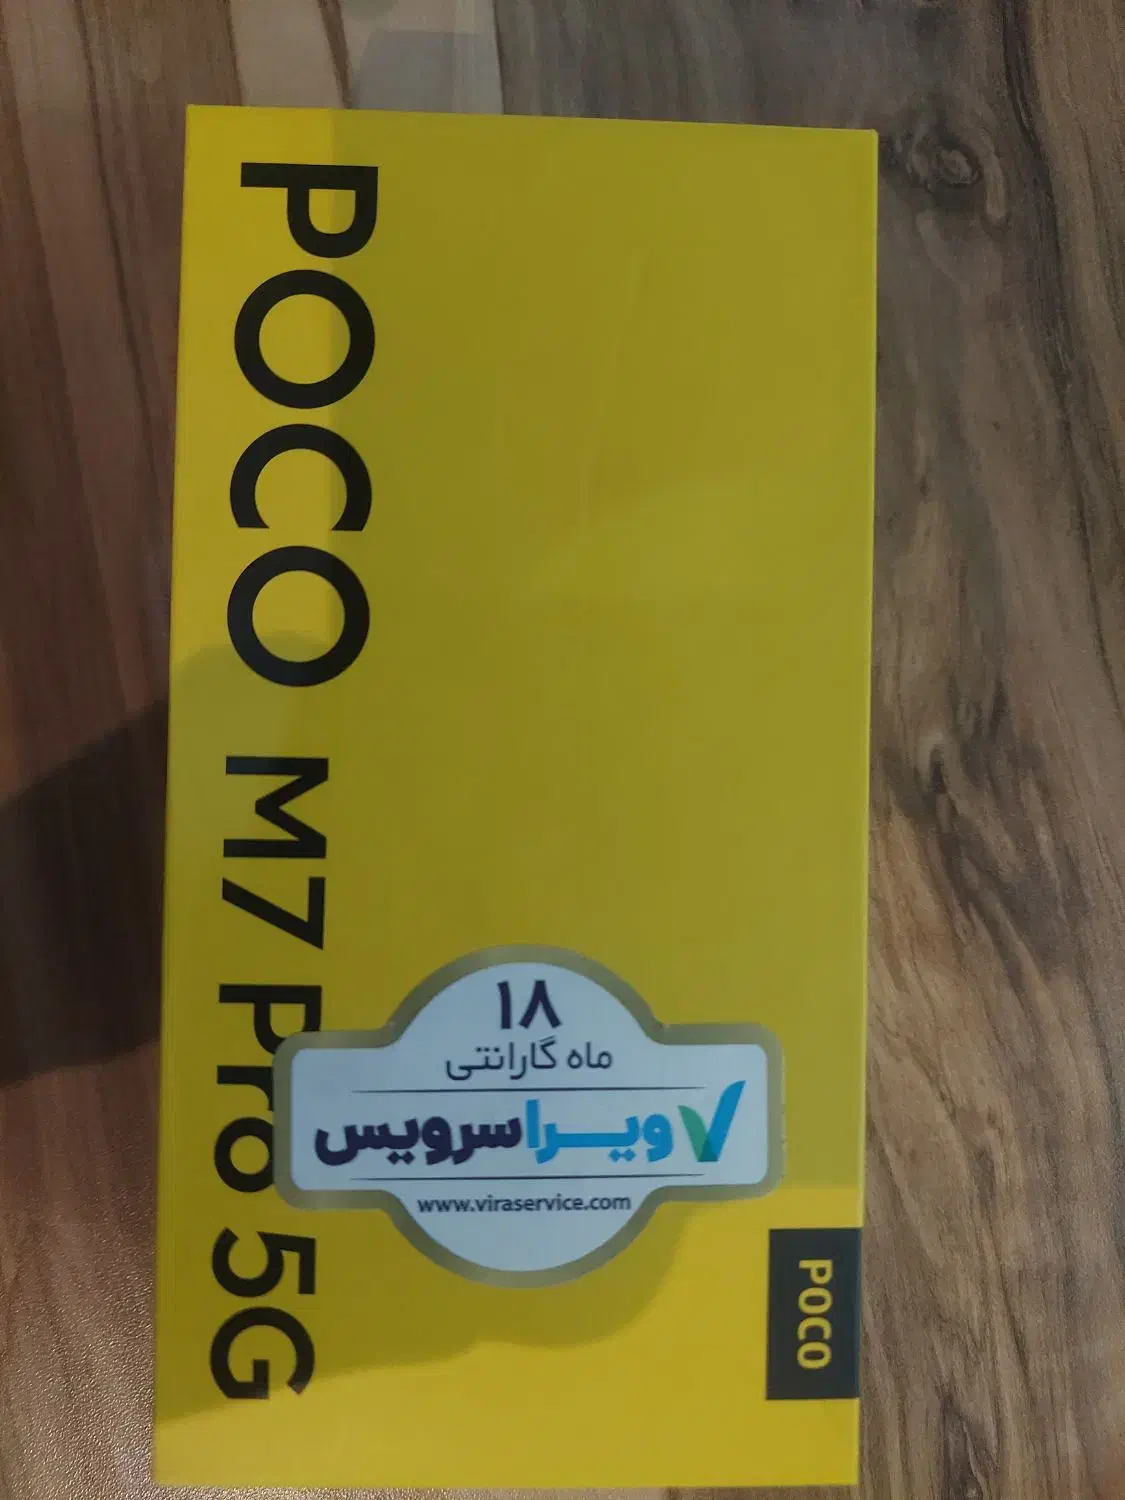 POCO M7 Pro 5G
۱۸
ماه گارانتی
ویراسرویس
www.viraservice.com
POCO